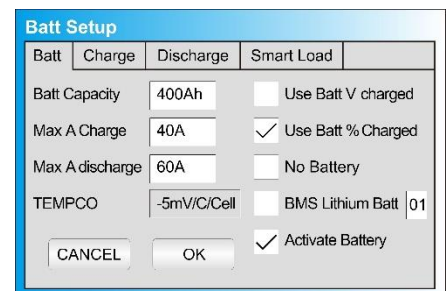 Batt Setup
Batt Charge Discharge Smart Load
Batt Capacity 400Ah Use Batt V charged
Max A Charge 40A Use Batt % Charged
Max A discharge 60A No Battery
TEMPCO -5mV/C/Cell BMS Lithium Batt 01
CANCEL OK Activate Battery